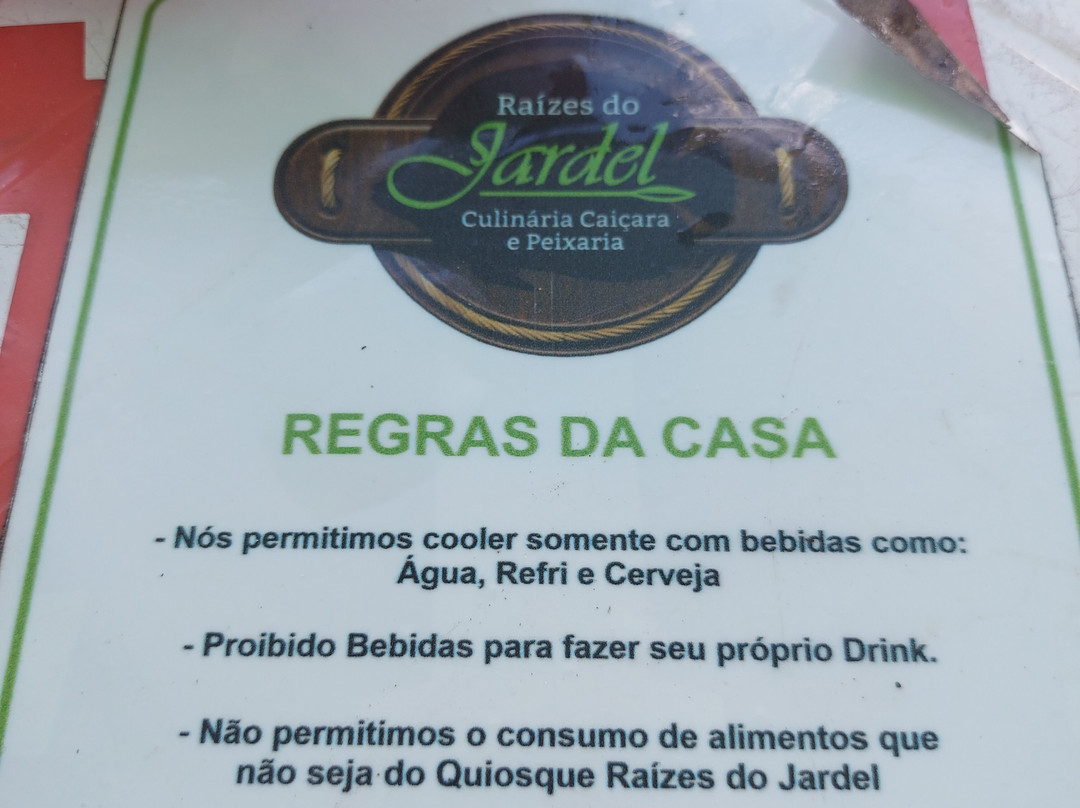 Raízes do
Jardel
Culinária Caiçara
e Peixaria
REGRAS DA CASA
- Nós permitimos cooler somente com bebidas como:
Água, Refri e Cerveja
- Proibido Bebidas para fazer seu próprio Drink.
- Não permitimos o consumo de alimentos que
não seja do Quiosque Raízes do Jardel